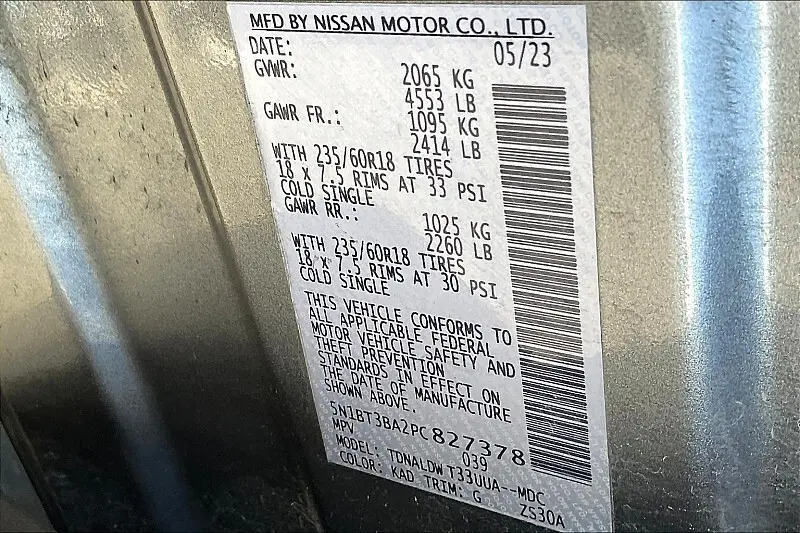 MFD BY NISSAN MOTOR CO., LTD.
DATE: 05/23
GVWR: 2065 KG
4553 LB
GAWR FR.: 1095 KG
2414 LB
WITH 235/60R18 TIRES
18 x 7.5 RIMS AT 33 PSI
COLD SINGLE
GAWR RR.: 1025 KG
2260 LB
WITH 235/60R18 TIRES
18 x 7.5 RIMS AT 30 PSI
COLD SINGLE
THIS VEHICLE CONFORMS TO
ALL APPLICABLE FEDERAL
MOTOR VEHICLE SAFETY AND
THEFT PREVENTION
STANDARDS IN EFFECT ON
THE DATE OF MANUFACTURE
SHOWN ABOVE.
5N1BT3BA2PC827378
MPV 039
MODEL: TDNALDWT33UUA--MDC
COLOR: KAD TRIM: G ZS30A